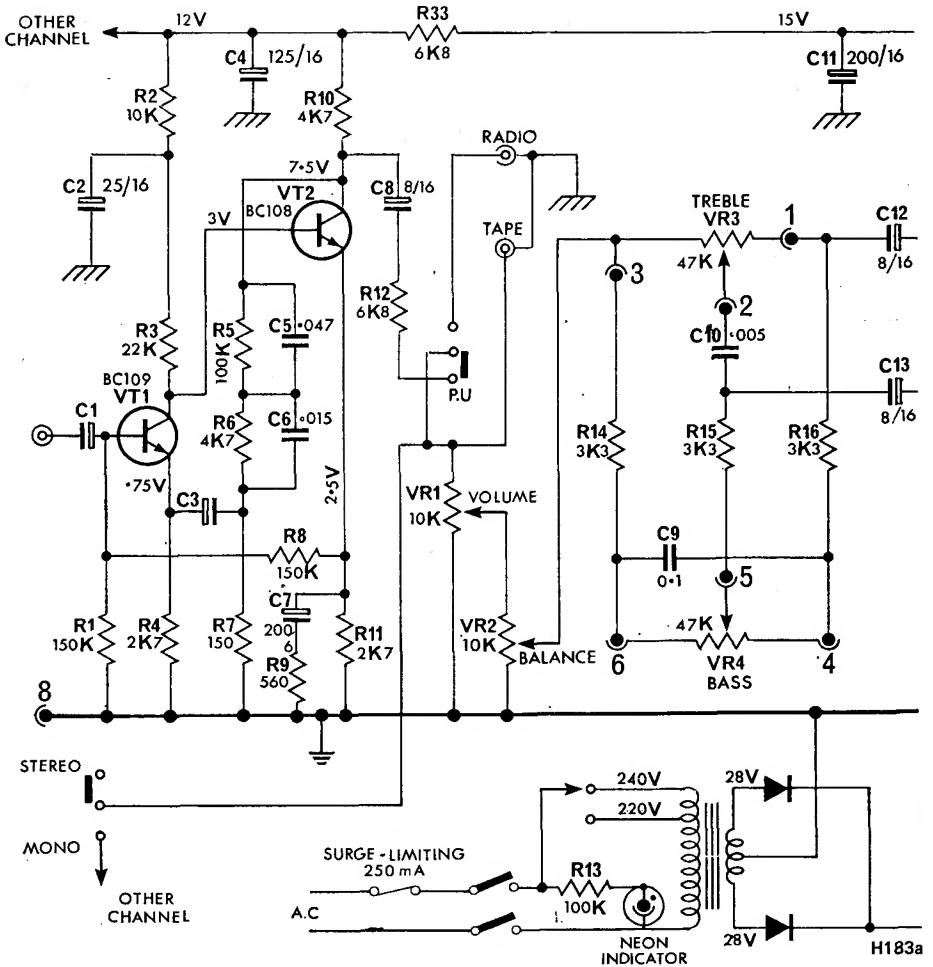 OTHER
CHANNEL
12V
R33
6K8
15V
C4
125/16
C11
200/16
R2
10K
R10
4K7
RADIO
C2
25/16
7·5V
VT2
BC108
C8
8/16
3V
TAPE
TREBLE
VR3
47K
1
C12
8/16
3
2
R12
6K8
R3
22K
R5
100K
C5
·047
C10
·005
BC109
VT1
P.U
C13
8/16
C1
R6
4K7
C6
·015
R14
3K3
R15
3K3
R16
3K3
·75V
C3
2·5V
VR1
10K
VOLUME
R8
150K
C9
0·1
5
C7
200
6
R1
150K
R4
2K7
R7
150
R9
560
R11
2K7
VR2
10K
BALANCE
47K
VR4
BASS
6
4
8
STEREO
MONO
OTHER
CHANNEL
240V
220V
28V
SURGE-LIMITING
250mA
R13
100K
A.C
NEON
INDICATOR
28V
H183a